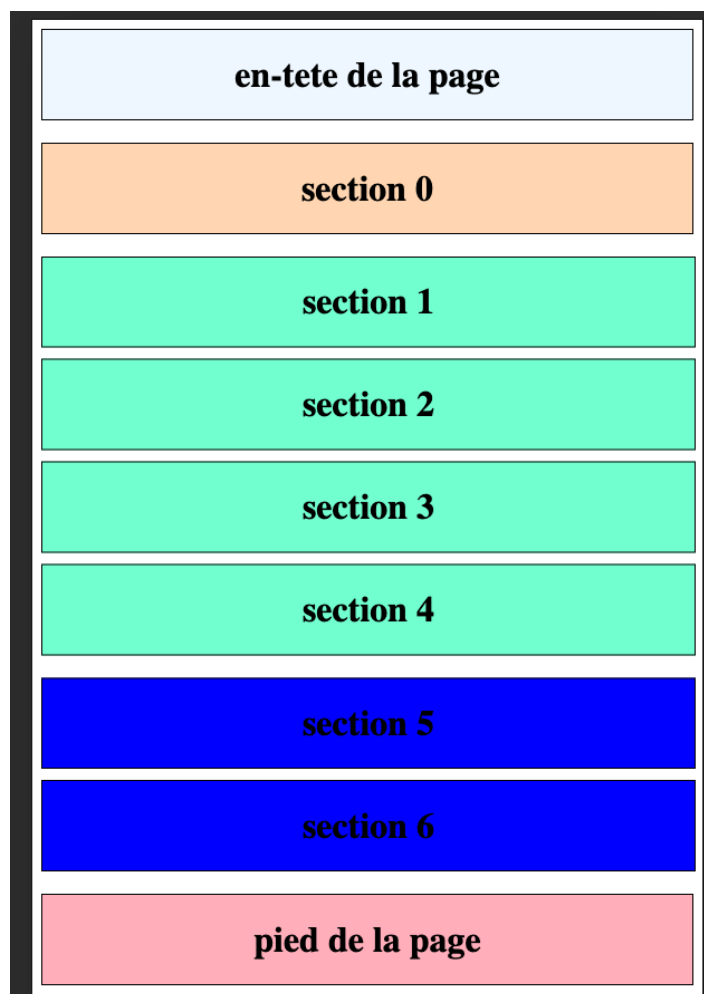 en-tete de la page
section 0
section 1
section 2
section 3
section 4
section 5
section 6
pied de la page